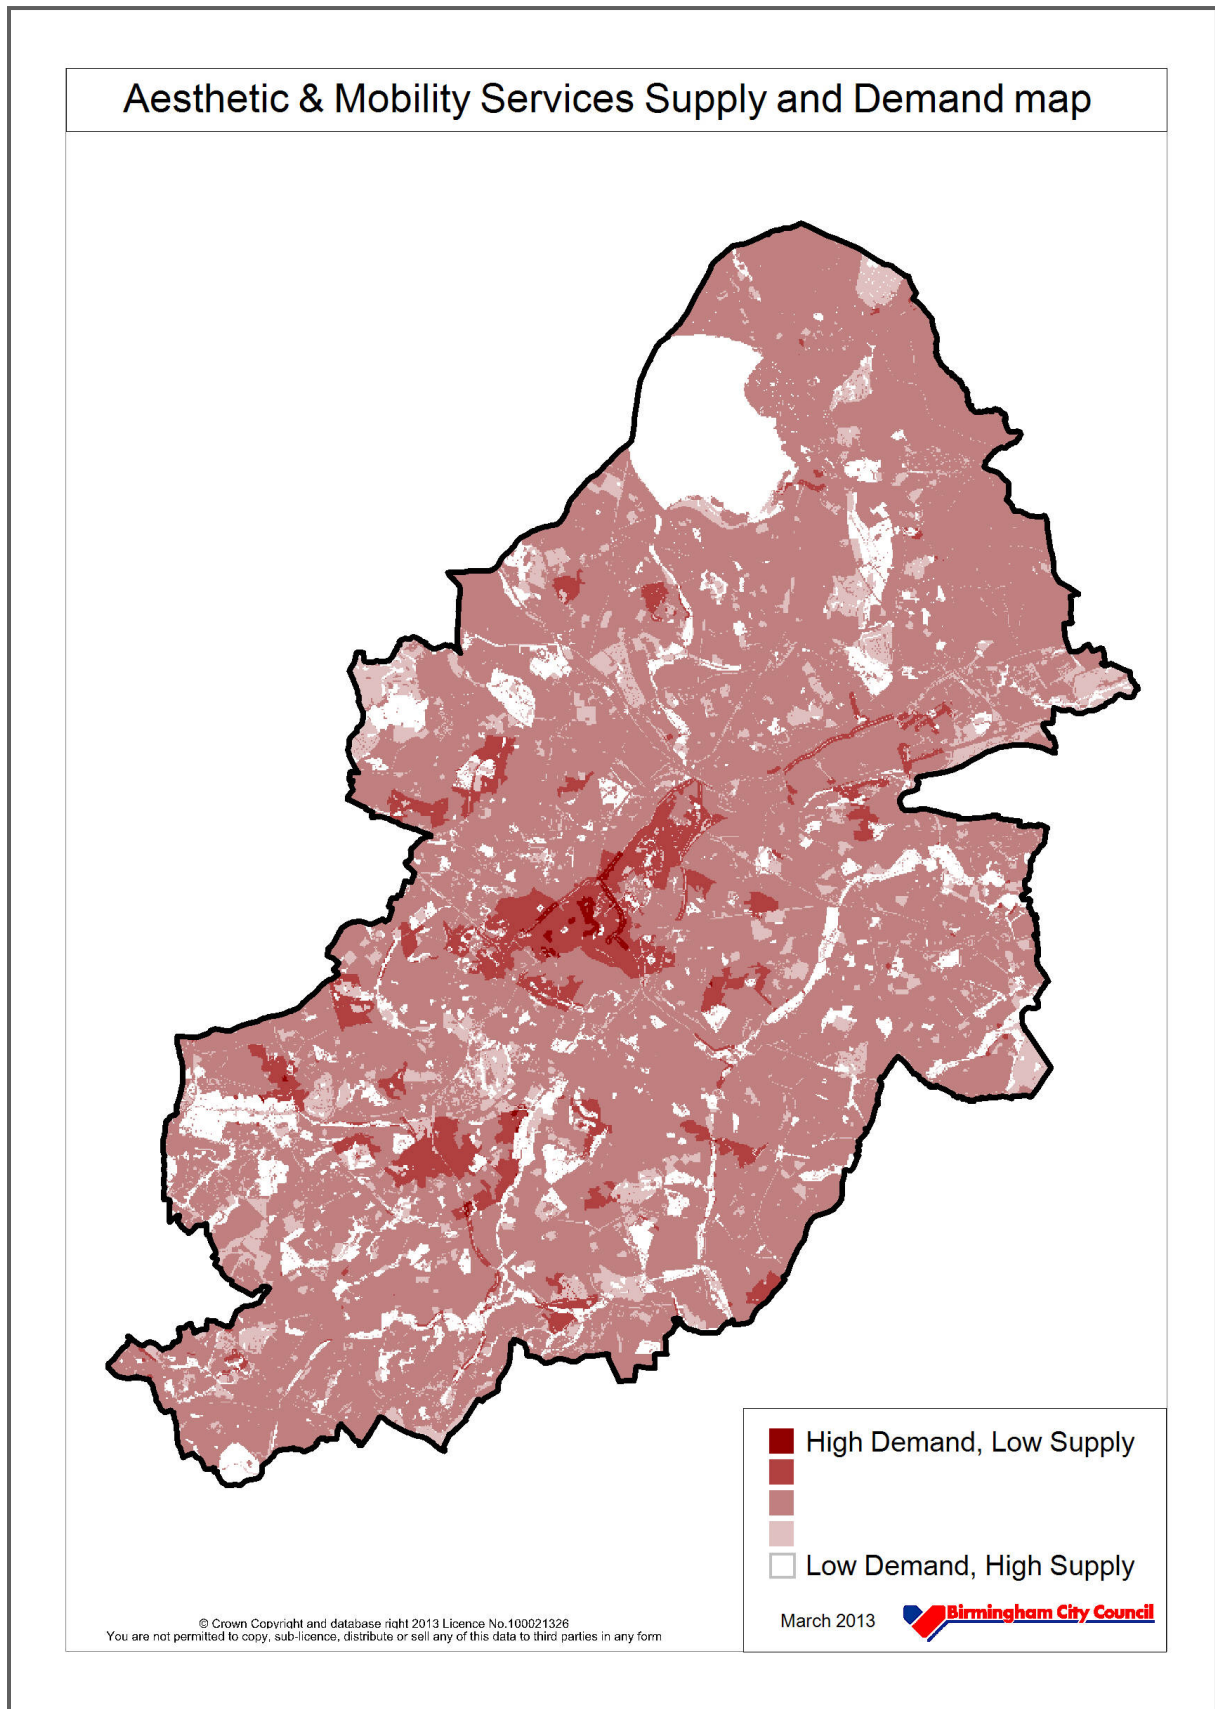 Aesthetic & Mobility Services Supply and Demand map
High Demand, Low Supply
Low Demand, High Supply
March 2013
Birmingham City Council
© Crown Copyright and database right 2013 Licence No.100021326
You are not permitted to copy, sub-licence, distribute or sell any of this data to third parties in any form